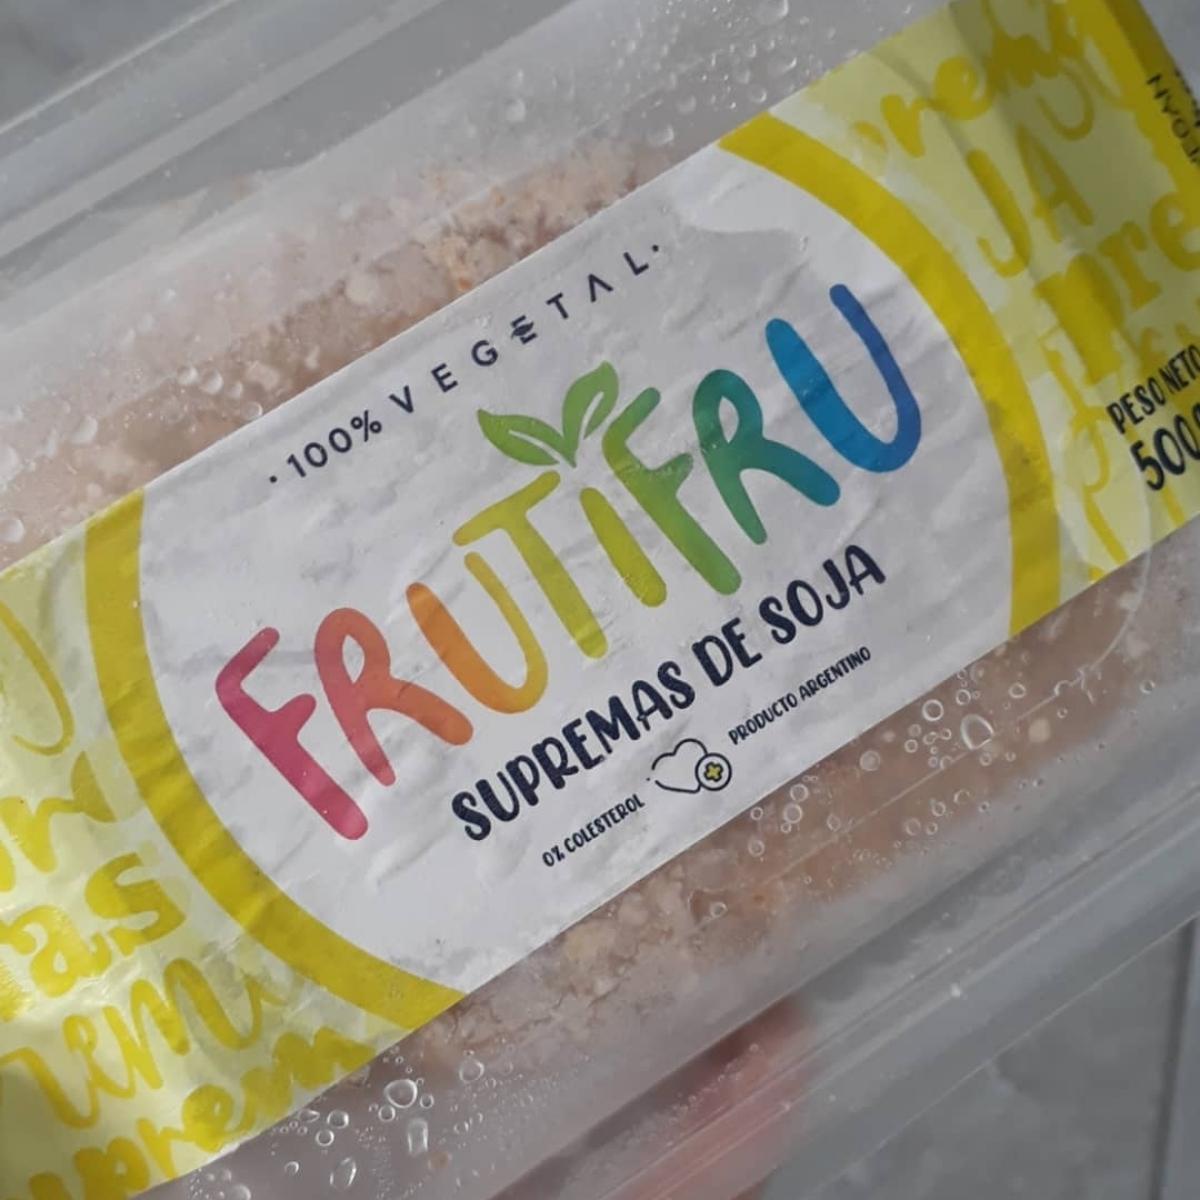 · 100% VEGETAL ·
FRUTIFRU
SUPREMAS DE SOJA
0% COLESTEROL
PRODUCTO ARGENTINO
PESO NETO
500